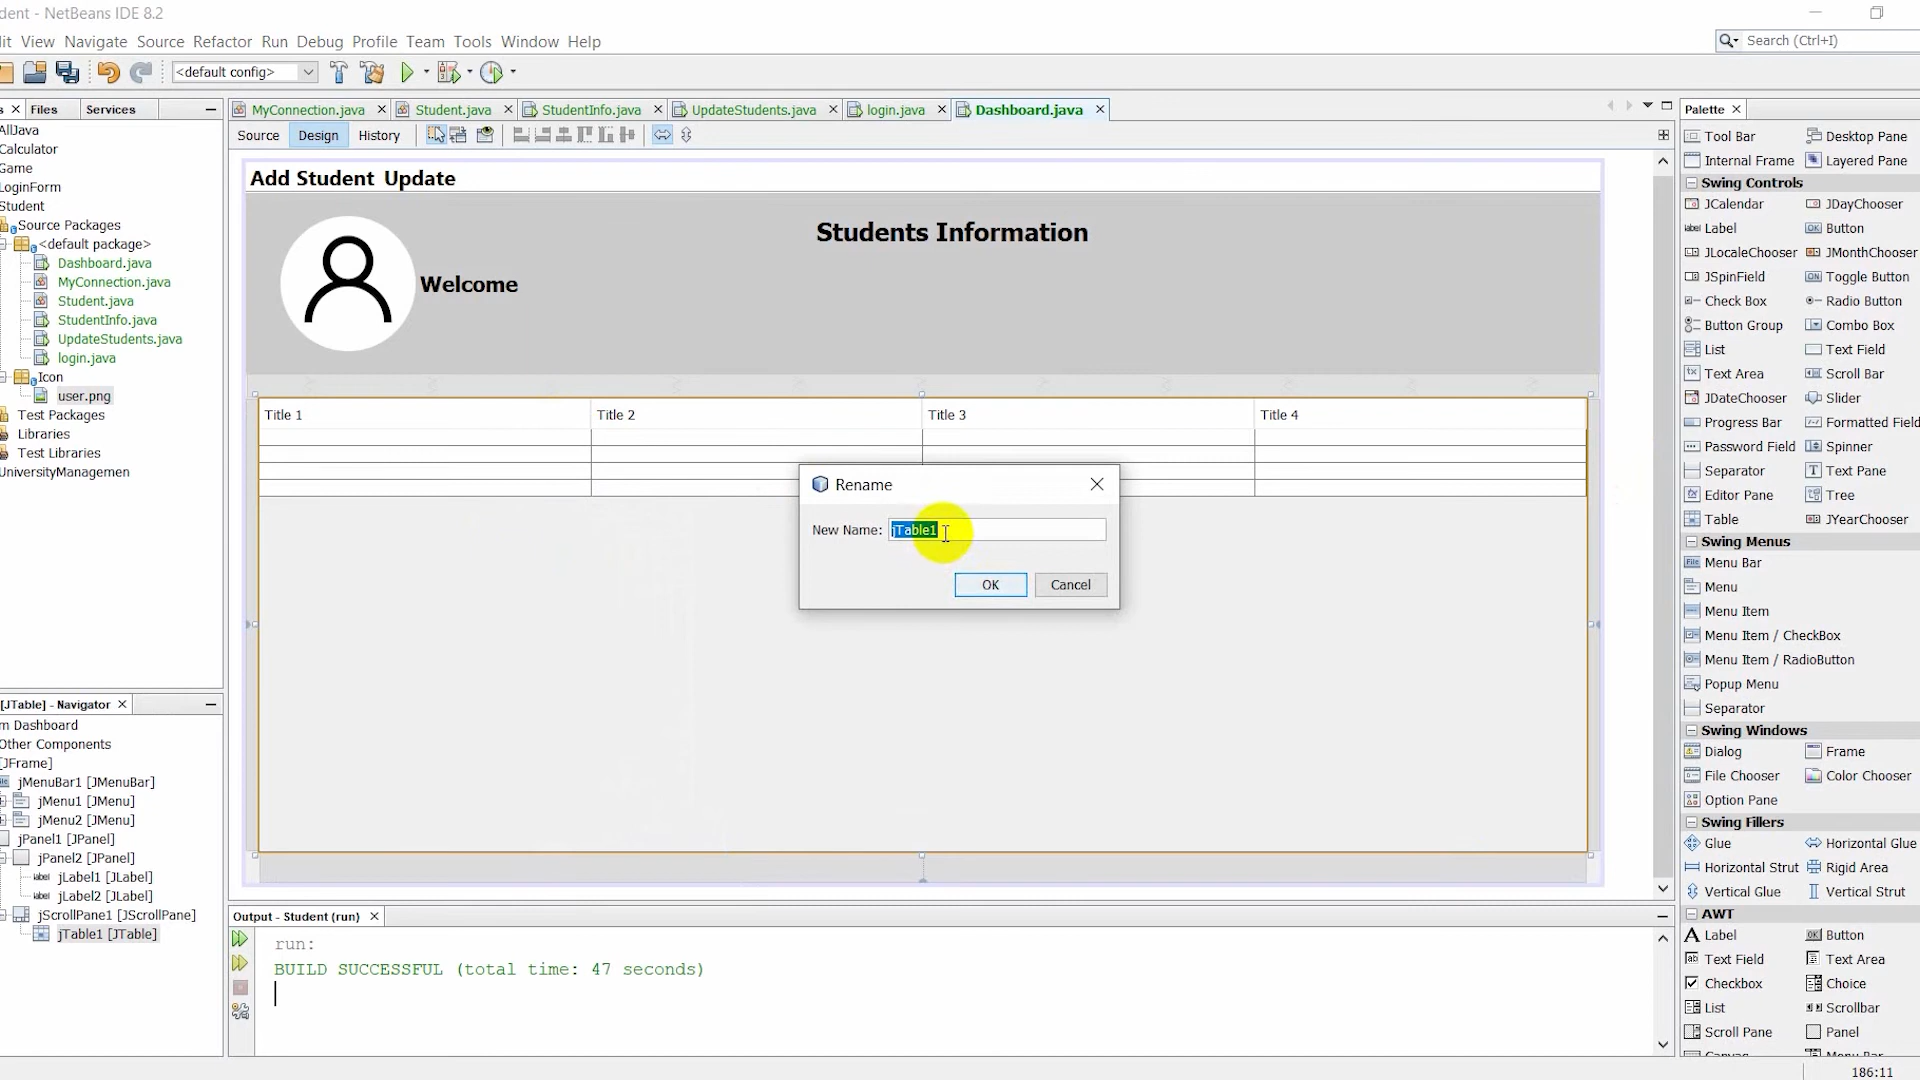 dent - NetBeans IDE 8.2
it View Navigate Source Refactor Run Debug Profile Team Tools Window Help
Search (Ctrl+I)
<default config>
s Files Services
MyConnection.java Student.java StudentInfo.java UpdateStudents.java login.java Dashboard.java
Palette
Source Design History
AllJava
Calculator
Game
LoginForm
Student
Source Packages
<default package>
Dashboard.java
MyConnection.java
Student.java
StudentInfo.java
UpdateStudents.java
login.java
Icon
user.png
Test Packages
Libraries
Test Libraries
UniversityManagemen
Add Student Update
Students Information
Welcome
Title 1 Title 2 Title 3 Title 4
Rename
New Name: jTable1
OK Cancel
[JTable] - Navigator
m Dashboard
Other Components
[JFrame]
jMenuBar1 [JMenuBar]
jMenu1 [JMenu]
jMenu2 [JMenu]
jPanel1 [JPanel]
jPanel2 [JPanel]
label jLabel1 [JLabel]
label jLabel2 [JLabel]
jScrollPane1 [JScrollPane]
jTable1 [JTable]
Output - Student (run)
run:
BUILD SUCCESSFUL (total time: 47 seconds)
Tool Bar Desktop Pane
Internal Frame Layered Pane
Swing Controls
JCalendar JDayChooser
label Label OK Button
JLocaleChooser JMonthChooser
JSpinField ON Toggle Button
Check Box Radio Button
Button Group Combo Box
List Text Field
Text Area Scroll Bar
JDateChooser Slider
Progress Bar Formatted Field
Password Field Spinner
Separator Text Pane
Editor Pane Tree
Table JYearChooser
Swing Menus
Menu Bar
Menu
Menu Item
Menu Item / CheckBox
Menu Item / RadioButton
Popup Menu
Separator
Swing Windows
Dialog Frame
File Chooser Color Chooser
Option Pane
Swing Fillers
Glue Horizontal Glue
Horizontal Strut Rigid Area
Vertical Glue Vertical Strut
AWT
Label OK Button
Text Field Text Area
Checkbox Choice
List Scrollbar
Scroll Pane Panel
Canvas Menu Bar
186:11